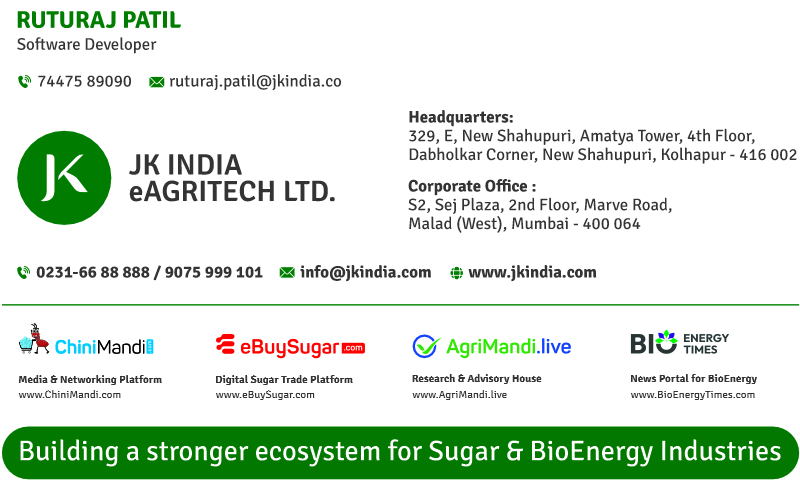 RUTURAJ PATIL
Software Developer
74475 89090 ruturaj.patil@jkindia.co
JK
JK INDIA
eAGRITECH LTD.
Headquarters:
329, E, New Shahupuri, Amatya Tower, 4th Floor,
Dabholkar Corner, New Shahupuri, Kolhapur - 416 002
Corporate Office :
S2, Sej Plaza, 2nd Floor, Marve Road,
Malad (West), Mumbai - 400 064
0231-66 88 888 / 9075 999 101 info@jkindia.com www.jkindia.com
ChiniMandi
Media & Networking Platform
www.ChiniMandi.com
eBuySugar.com
Digital Sugar Trade Platform
www.eBuySugar.com
AgriMandi.live
Research & Advisory House
www.AgriMandi.live
BIO ENERGY
TIMES
News Portal for BioEnergy
www.BioEnergyTimes.com
Building a stronger ecosystem for Sugar & BioEnergy Industries